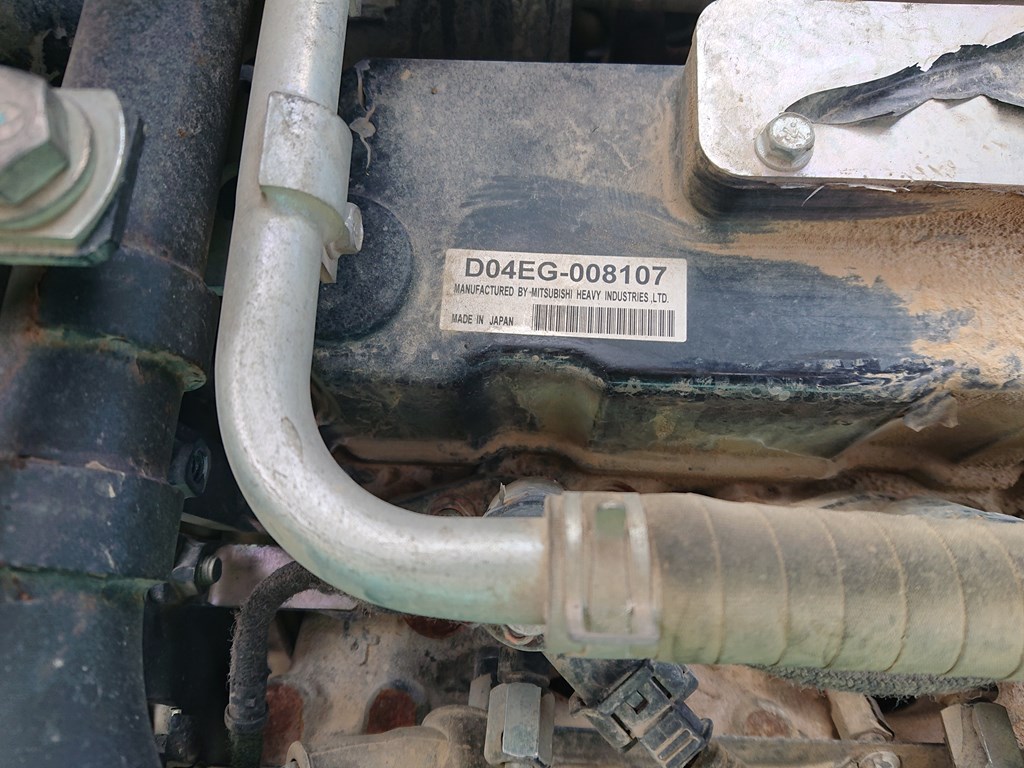 D04EG-008107
MANUFACTURED BY MITSUBISHI HEAVY INDUSTRIES,LTD.
MADE IN JAPAN